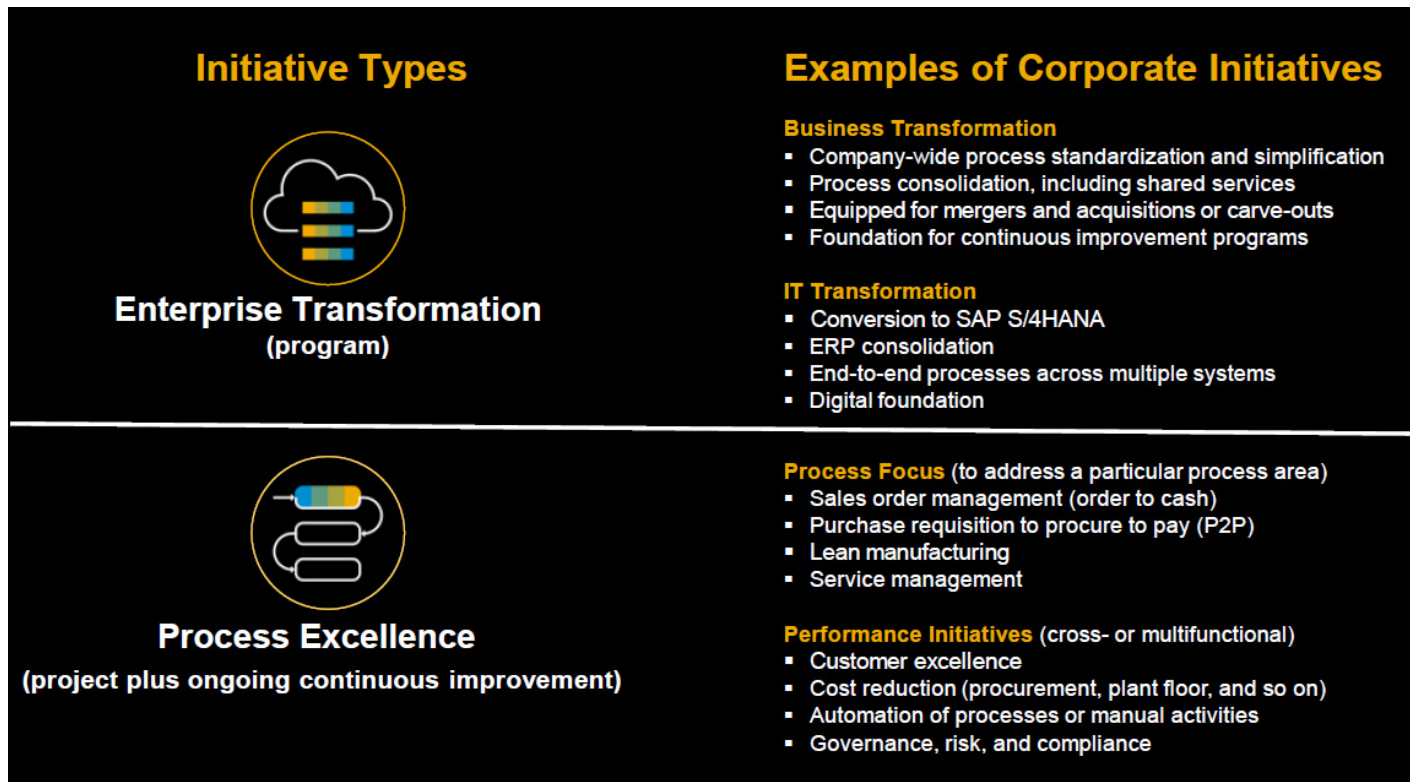 Initiative Types
Enterprise Transformation
(program)
Examples of Corporate Initiatives
Business Transformation
▪ Company-wide process standardization and simplification
▪ Process consolidation, including shared services
▪ Equipped for mergers and acquisitions or carve-outs
▪ Foundation for continuous improvement programs
IT Transformation
▪ Conversion to SAP S/4HANA
▪ ERP consolidation
▪ End-to-end processes across multiple systems
▪ Digital foundation
Process Excellence
(project plus ongoing continuous improvement)
Process Focus (to address a particular process area)
▪ Sales order management (order to cash)
▪ Purchase requisition to procure to pay (P2P)
▪ Lean manufacturing
▪ Service management
Performance Initiatives (cross- or multifunctional)
▪ Customer excellence
▪ Cost reduction (procurement, plant floor, and so on)
▪ Automation of processes or manual activities
▪ Governance, risk, and compliance